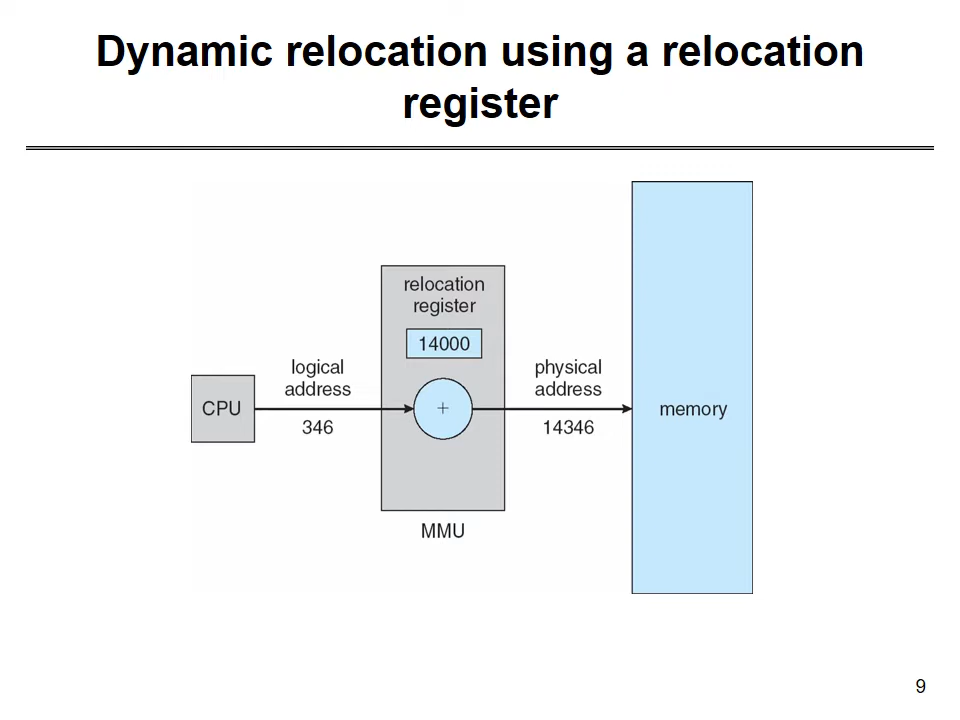 Dynamic relocation using a relocation
register
relocation
register
14000
logical
address
346
CPU
+
physical
address
14346
memory
MMU
9